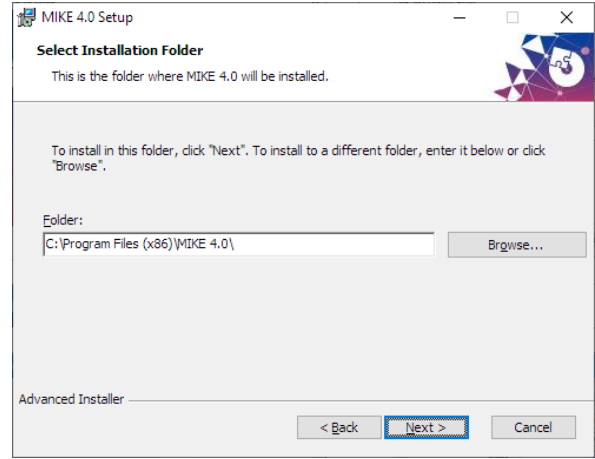 MIKE 4.0 Setup
Select Installation Folder
This is the folder where MIKE 4.0 will be installed.
To install in this folder, click "Next". To install to a different folder, enter it below or click
"Browse".
Folder:
C:\Program Files (x86)\MIKE 4.0\
Browse...
Advanced Installer
< Back
Next >
Cancel